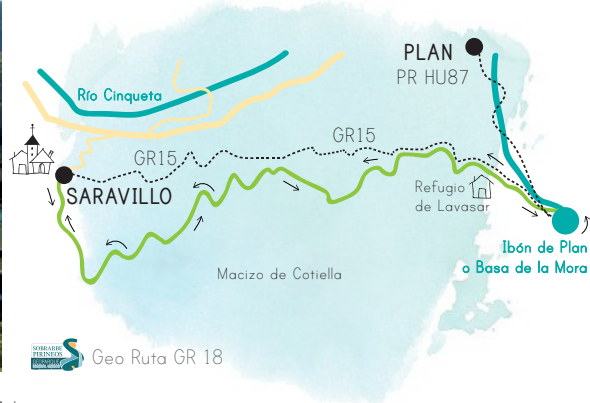 PLAN
PR HU87
Río Cinqueta
GR15
GR15
SARAVILLO
Refugio
de Lavasar
Ibón de Plan
o Basa de la Mora
Macizo de Cotiella
SOBRARBE
PIRINEOS
GEOPARQUE
Geo Ruta GR 18